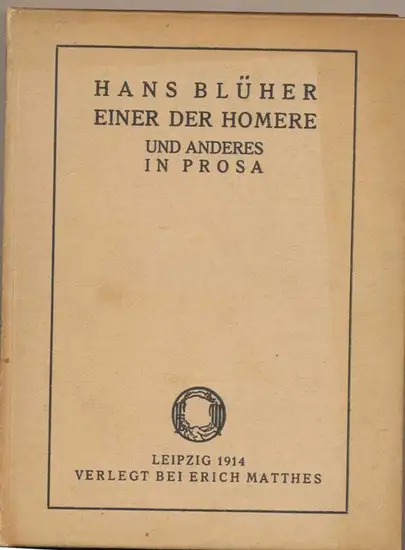 HANS BLÜHER
EINER DER HOMERE
UND ANDERES
IN PROSA
LEIPZIG 1914
VERLEGT BEI ERICH MATTHES